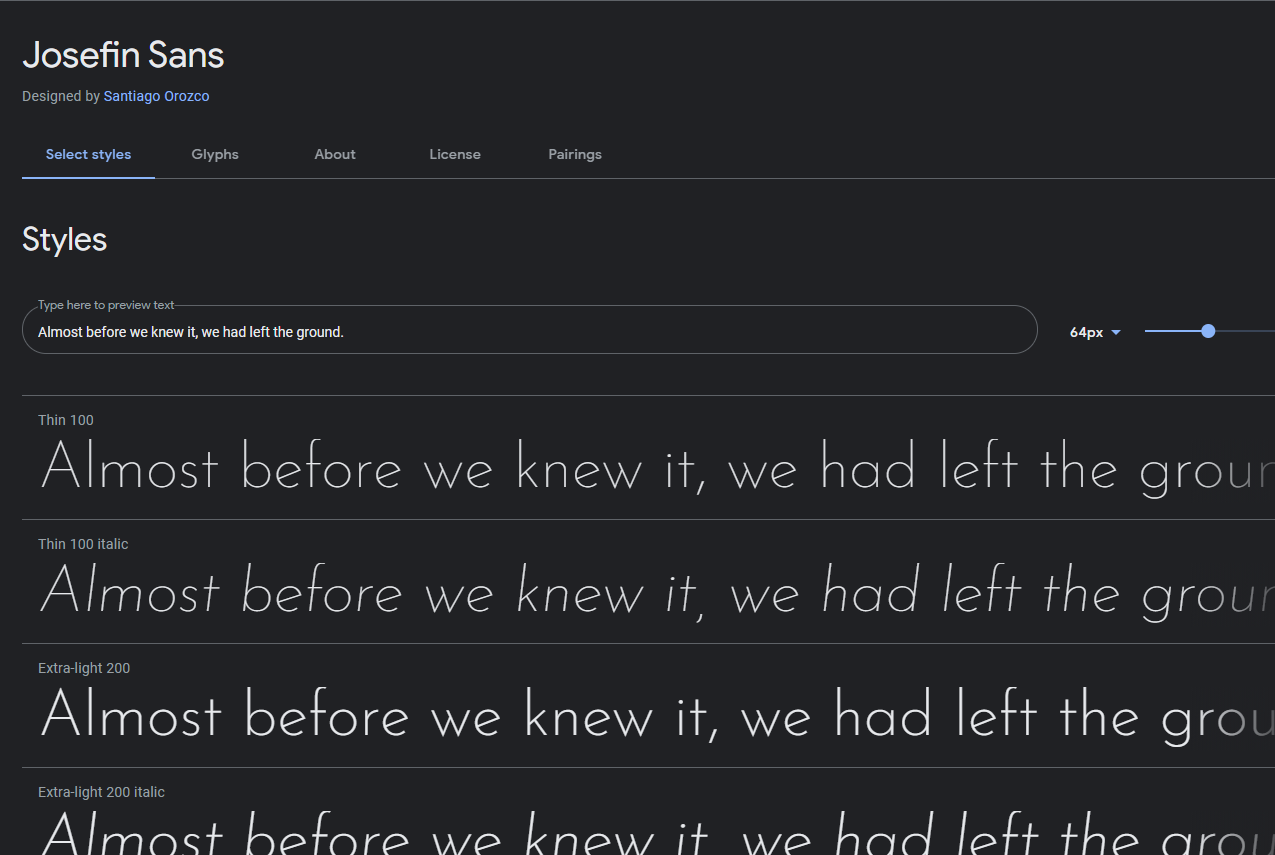 Josefin Sans
Designed by Santiago Orozco
Select styles Glyphs About License Pairings
Styles
Type here to preview text
Almost before we knew it, we had left the ground.
64px
Thin 100
Almost before we knew it, we had left the groun
Thin 100 italic
Almost before we knew it, we had left the groun
Extra-light 200
Almost before we knew it, we had left the grou
Extra-light 200 italic
Almost before we knew it, we had left the grou